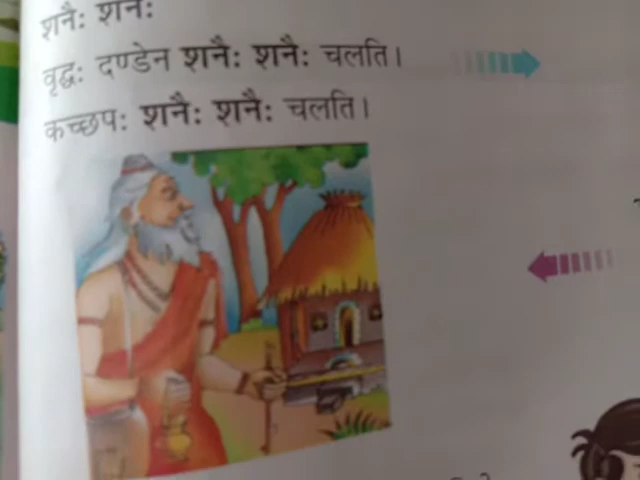 शनैः शनैः
वृद्धः दण्डेन शनैः शनैः चलति।
कच्छपः शनैः शनैः चलति।